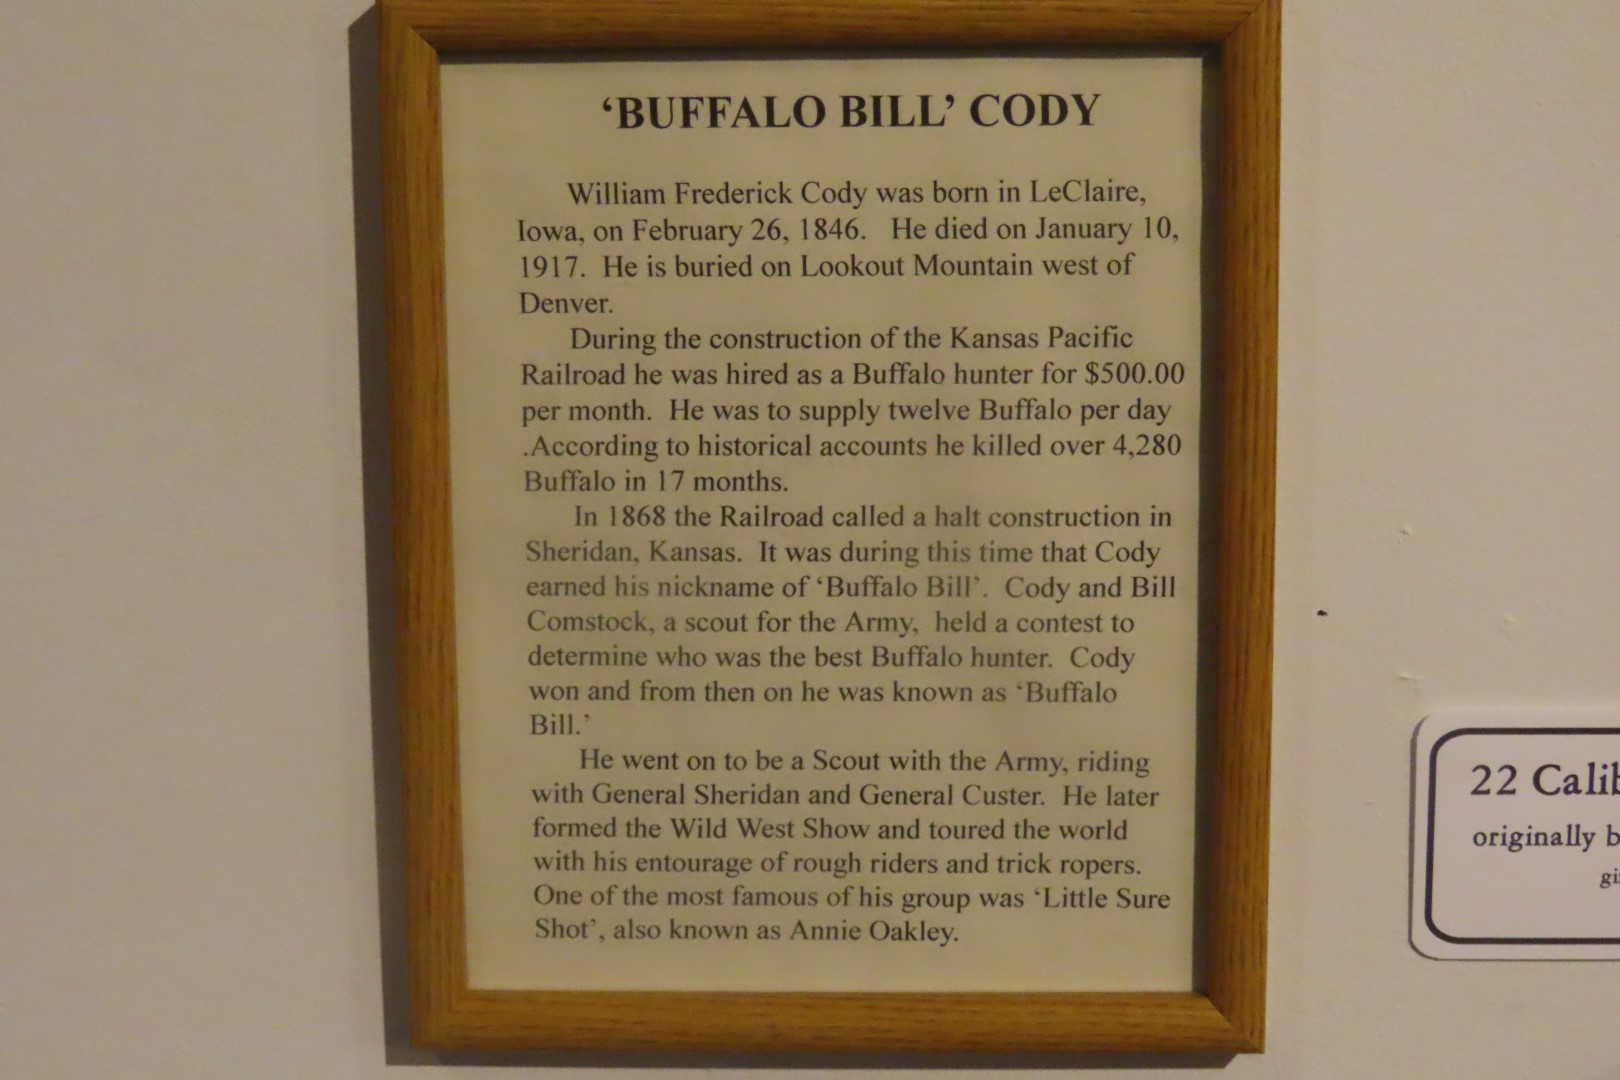 ‘BUFFALO BILL’ CODY
William Frederick Cody was born in LeClaire,
Iowa, on February 26, 1846. He died on January 10,
1917. He is buried on Lookout Mountain west of
Denver.
During the construction of the Kansas Pacific
Railroad he was hired as a Buffalo hunter for $500.00
per month. He was to supply twelve Buffalo per day
.According to historical accounts he killed over 4,280
Buffalo in 17 months.
In 1868 the Railroad called a halt construction in
Sheridan, Kansas. It was during this time that Cody
earned his nickname of ‘Buffalo Bill’. Cody and Bill
Comstock, a scout for the Army, held a contest to
determine who was the best Buffalo hunter. Cody
won and from then on he was known as ‘Buffalo
Bill.’
He went on to be a Scout with the Army, riding
with General Sheridan and General Custer. He later
formed the Wild West Show and toured the world
with his entourage of rough riders and trick ropers.
One of the most famous of his group was ‘Little Sure
Shot’, also known as Annie Oakley.
22 Calib
originally b